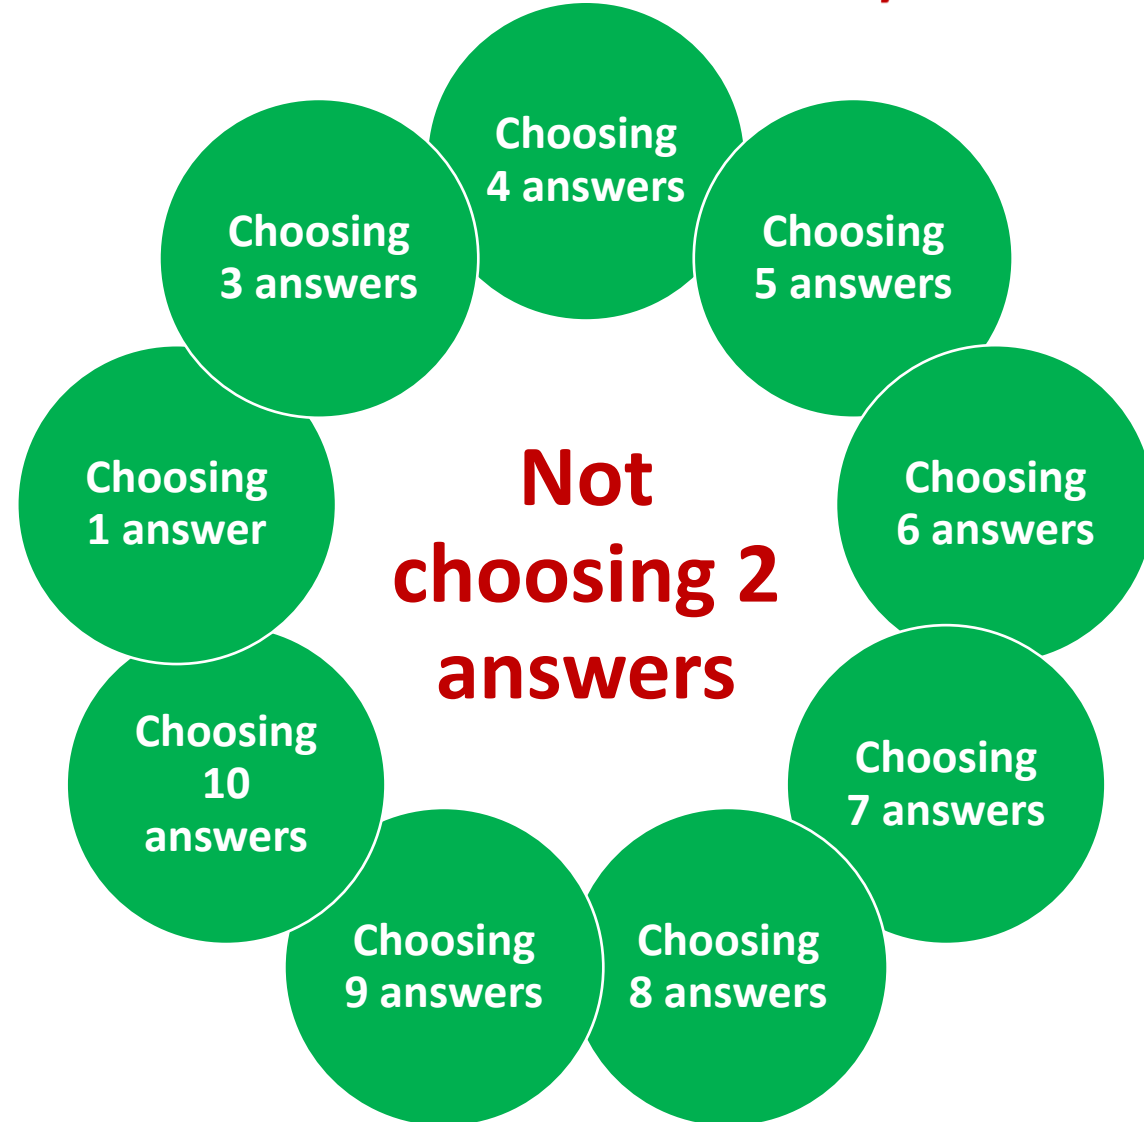 Choosing
4 answers
Choosing
5 answers
Choosing
6 answers
Choosing
7 answers
Choosing
8 answers
Choosing
9 answers
Choosing
10
answers
Choosing
1 answer
Choosing
3 answers
Not
choosing 2
answers